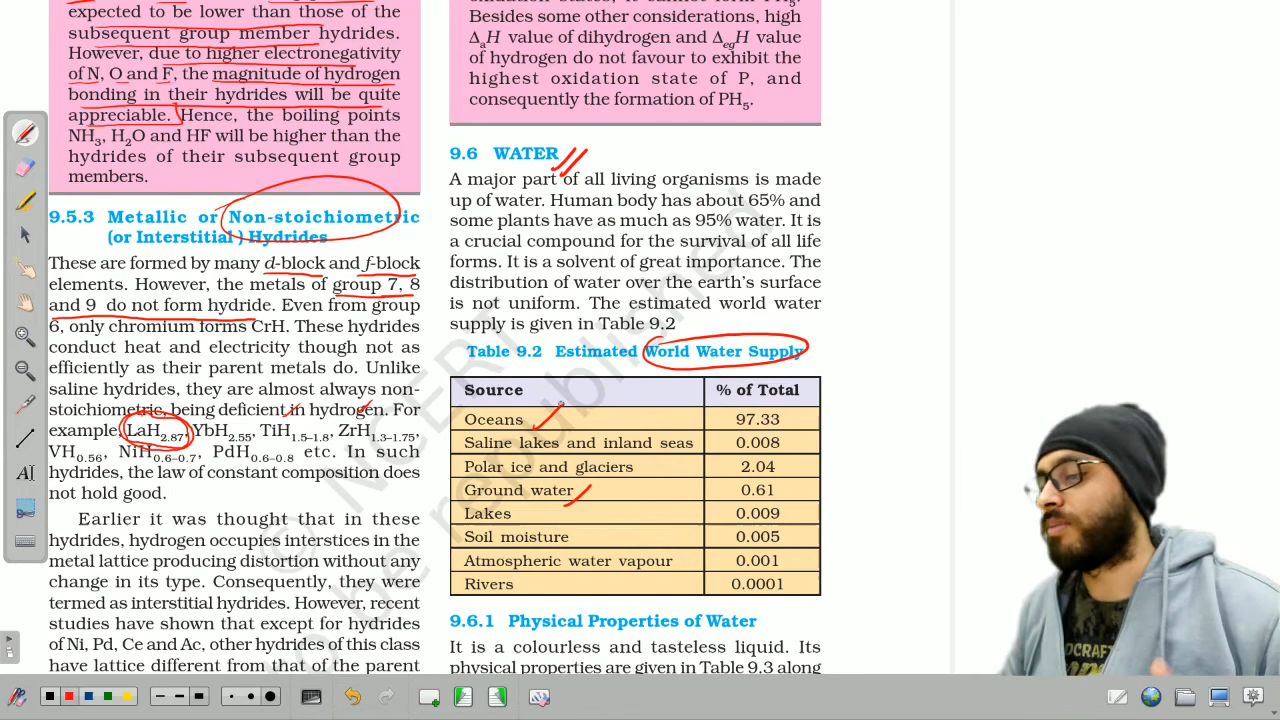 expected to be lower than those of the
subsequent group member hydrides.
However, due to higher electronegativity
of N, O and F, the magnitude of hydrogen
bonding in their hydrides will be quite
appreciable. Hence, the boiling points
NH3, H2O and HF will be higher than the
hydrides of their subsequent group
members.
9.5.3 Metallic or Non-stoichiometric
(or Interstitial ) Hydrides
These are formed by many d-block and f-block
elements. However, the metals of group 7, 8
and 9 do not form hydride. Even from group
6, only chromium forms CrH. These hydrides
conduct heat and electricity though not as
efficiently as their parent metals do. Unlike
saline hydrides, they are almost always non-
stoichiometric, being deficient in hydrogen. For
example, LaH2.87, YbH2.55, TiH1.5–1.8, ZrH1.3–1.75,
VH0.56, NiH0.6–0.7, PdH0.6–0.8 etc. In such
hydrides, the law of constant composition does
not hold good.
Earlier it was thought that in these
hydrides, hydrogen occupies interstices in the
metal lattice producing distortion without any
change in its type. Consequently, they were
termed as interstitial hydrides. However, recent
studies have shown that except for hydrides
of Ni, Pd, Ce and Ac, other hydrides of this class
have lattice different from that of the parent
Besides some other considerations, high
ΔaH value of dihydrogen and ΔegH value
of hydrogen do not favour to exhibit the
highest oxidation state of P, and
consequently the formation of PH5.
9.6 WATER
A major part of all living organisms is made
up of water. Human body has about 65% and
some plants have as much as 95% water. It is
a crucial compound for the survival of all life
forms. It is a solvent of great importance. The
distribution of water over the earth's surface
is not uniform. The estimated world water
supply is given in Table 9.2
Table 9.2 Estimated World Water Supply
Source % of Total
Oceans 97.33
Saline lakes and inland seas 0.008
Polar ice and glaciers 2.04
Ground water 0.61
Lakes 0.009
Soil moisture 0.005
Atmospheric water vapour 0.001
Rivers 0.0001
9.6.1 Physical Properties of Water
It is a colourless and tasteless liquid. Its
physical properties are given in Table 9.3 along
© NCERT
be republished